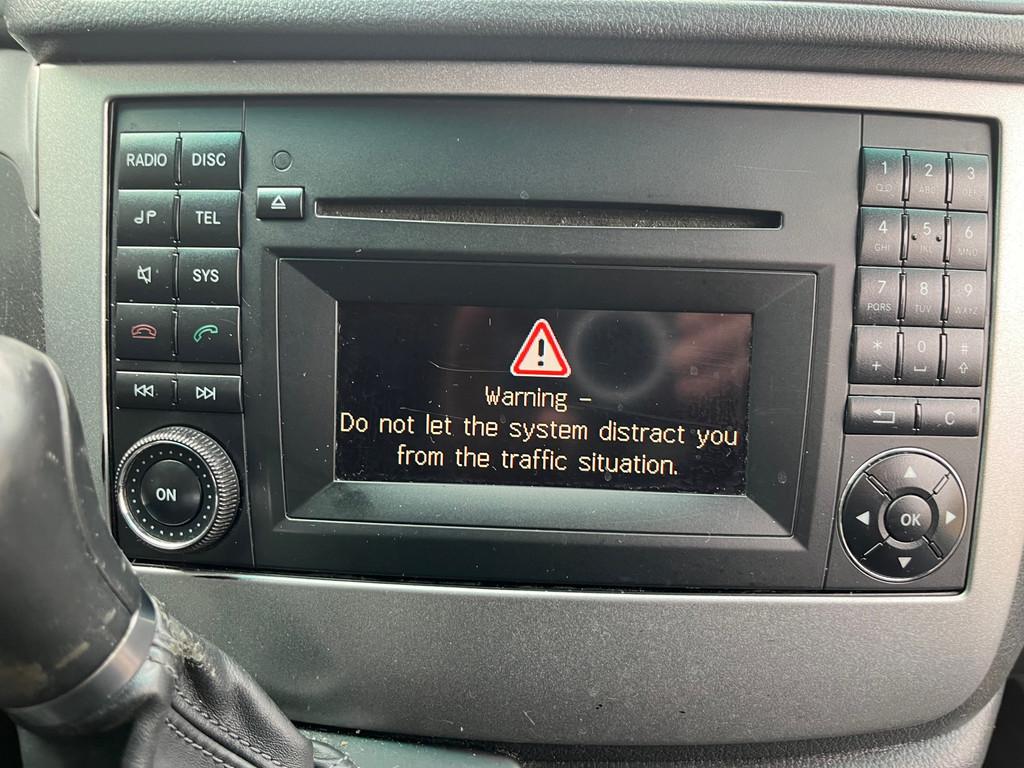 RADIO DISC
TEL
SYS
ON
Warning –
Do not let the system distract you
from the traffic situation.
1 2 3
Q.D ABC DEF
4 5 6
GHI JKL MNO
7 8 9
PQRS TUV WXYZ
* 0 #
+
C
OK